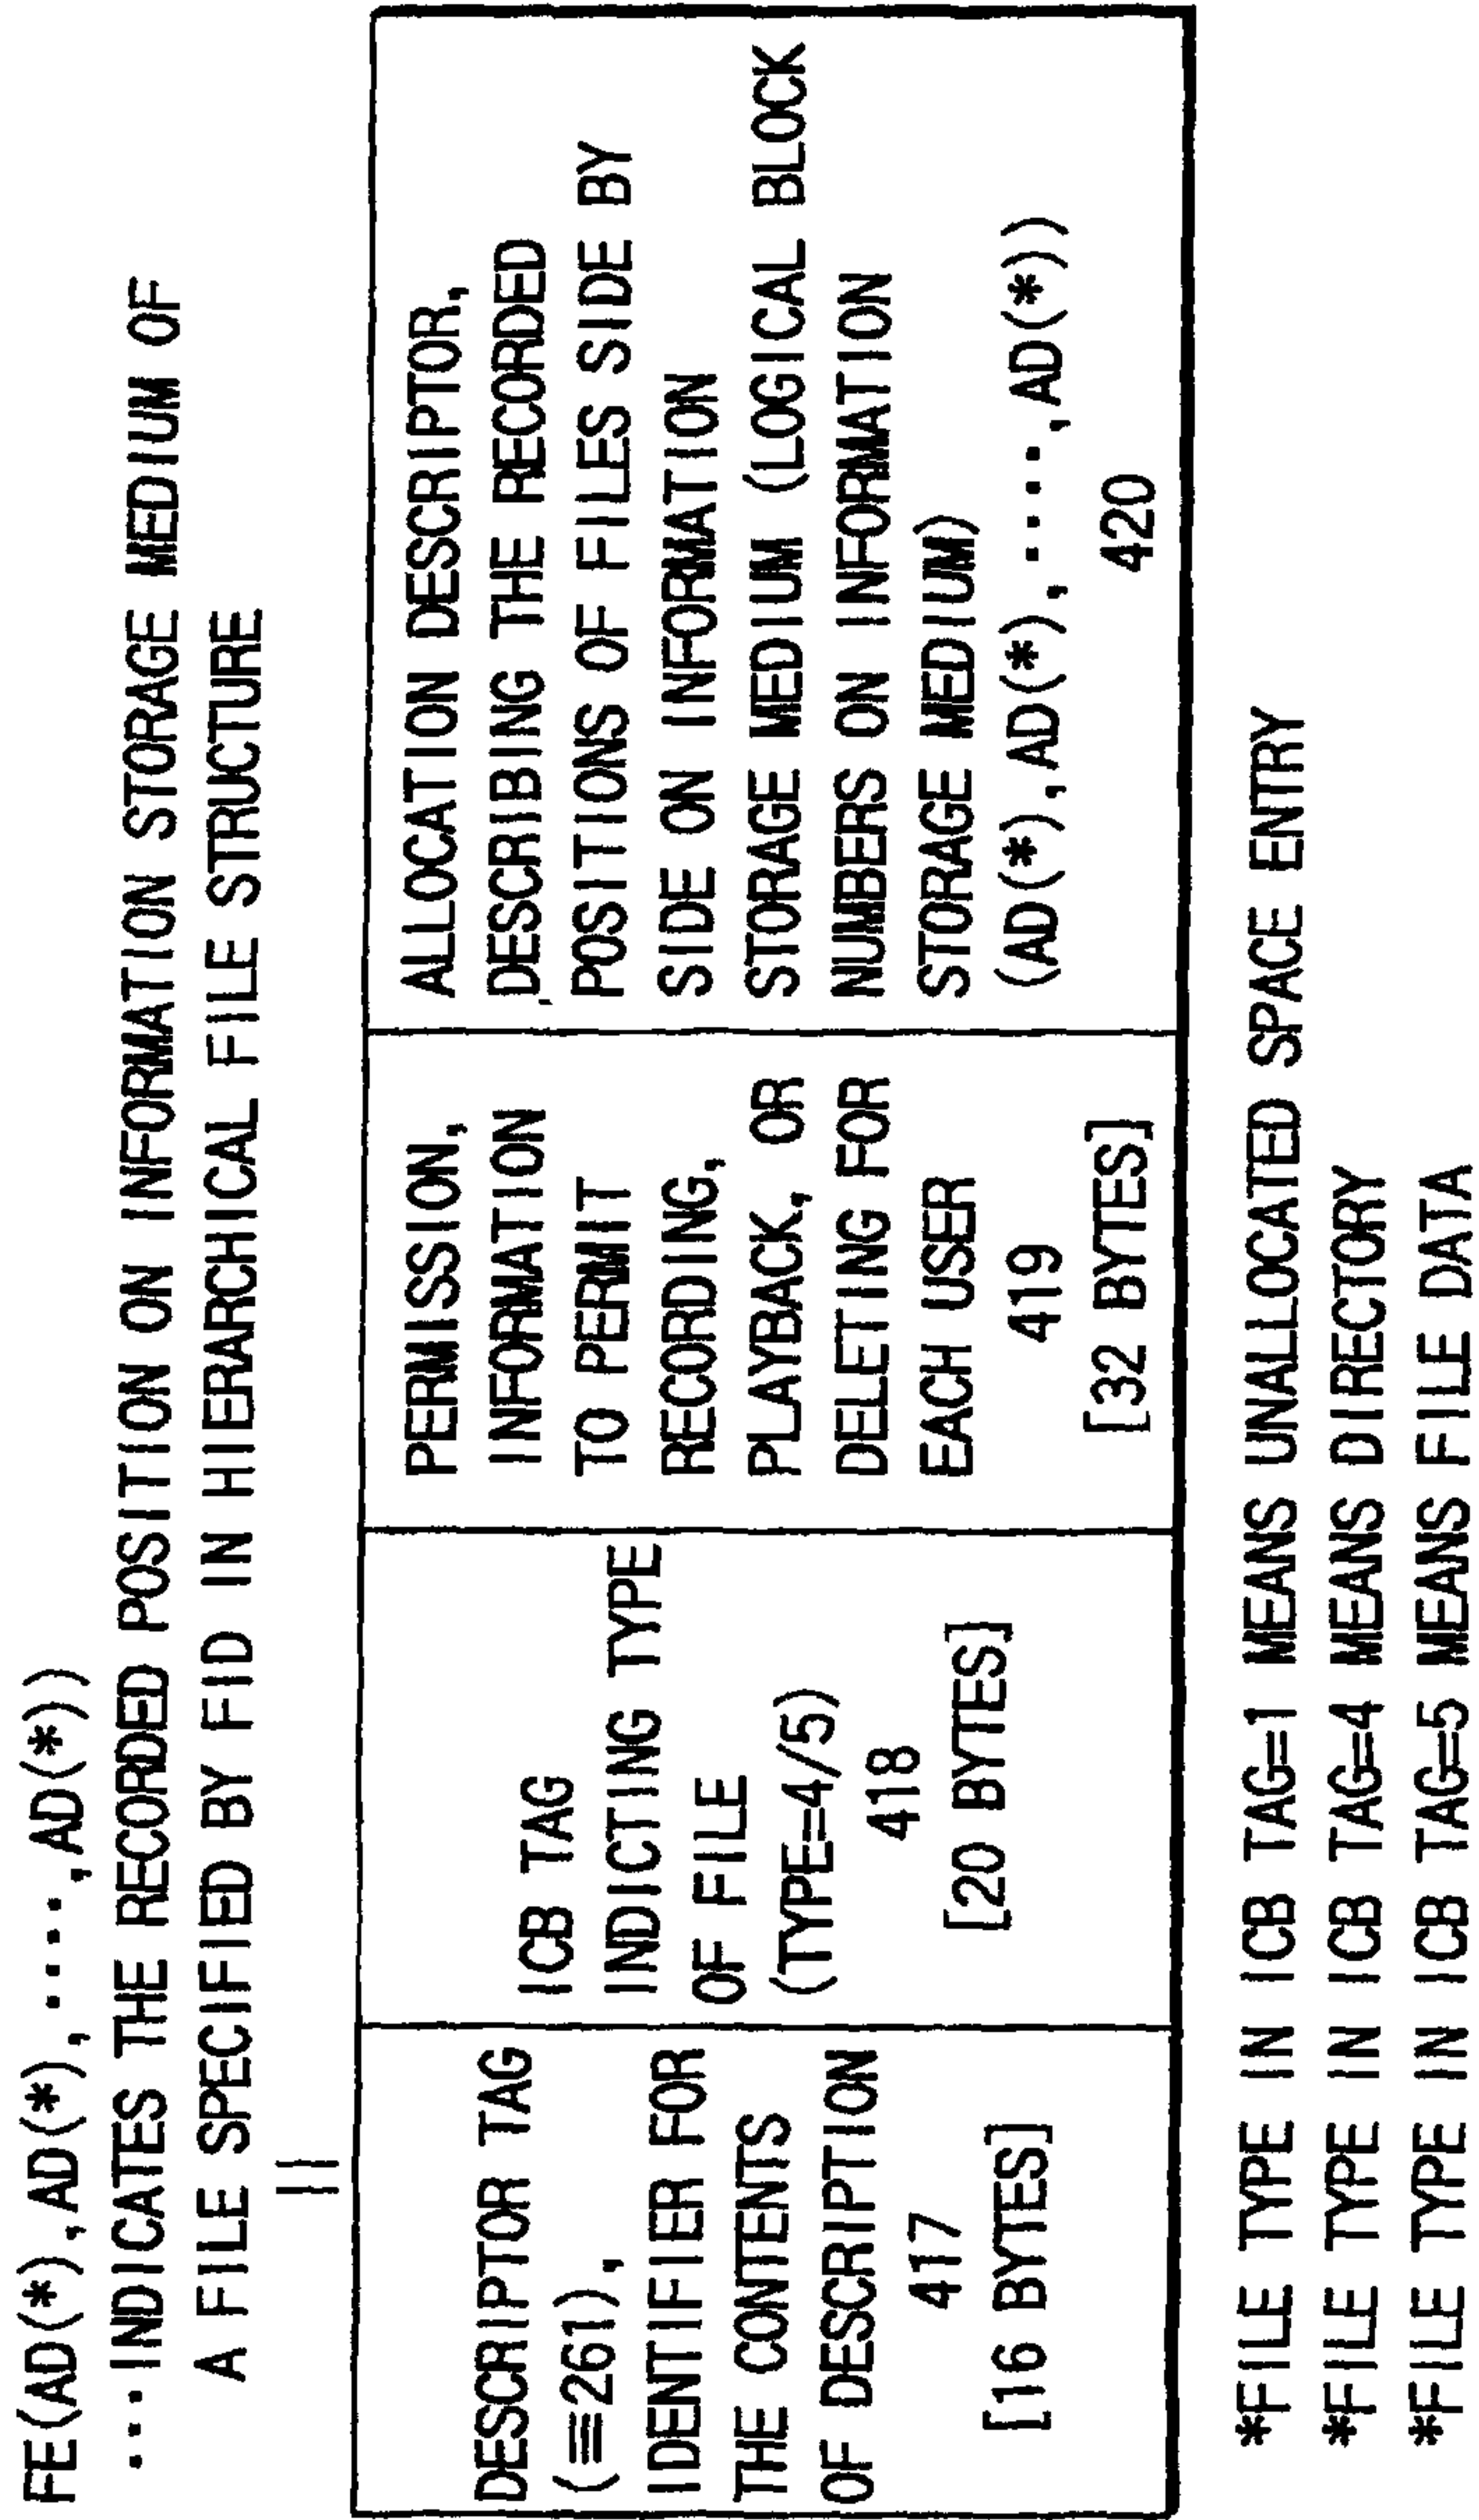 FE(AD(*),AD(*),····,AD(*))
···INDICATES THE RECORDED POSITION ON INFORMATION STORAGE MEDIUM OF
A FILE SPECIFIED BY FID IN HIERARCHICAL FILE STRUCTURE
||
DESCRIPTOR TAG
(=261),
IDENTIFIER FOR
THE CONTENTS
OF DESCRIPTION
417
[16 BYTES]
ICB TAG
INDICTING TYPE
OF FILE
(TYPE=4/5)
418
[20 BYTES]
PERMISSION,
INFORMATION
TO PERMIT
RECORDING,
PLAYBACK, OR
DELETING FOR
EACH USER
419
[32 BYTES]
ALLOCATION DESCRIPTOR,
DESCRIBING THE RECORDED
POSITIONS OF FILES SIDE BY
SIDE ON INFORMATION
STORAGE MEDIUM (LOGICAL BLOCK
NUMBERS ON INFORMATION
STORAGE MEDIUM)
(AD(*),AD(*),····,AD(*))
420
*FILE TYPE IN ICB TAG=1 MEANS UNALLOCATED SPACE ENTRY
*FILE TYPE IN ICB TAG=4 MEANS DIRECTORY
*FILE TYPE IN ICB TAG=5 MEANS FILE DATA